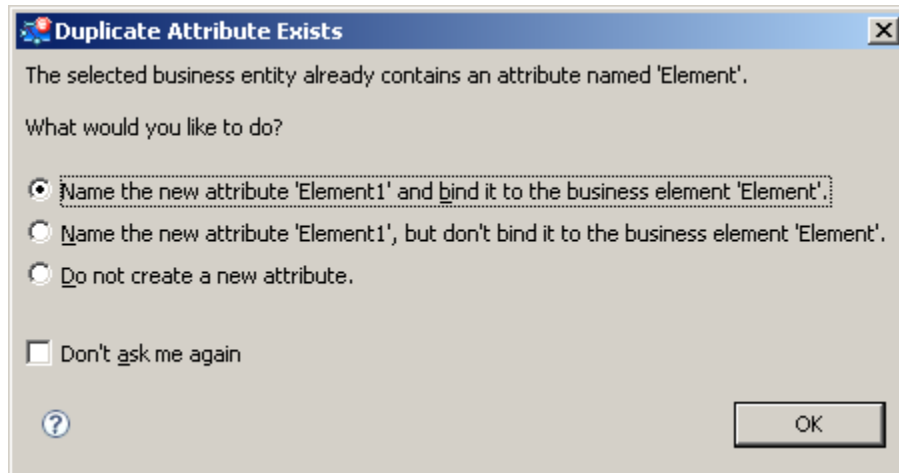 Duplicate Attribute Exists
The selected business entity already contains an attribute named 'Element'.
What would you like to do?
Name the new attribute 'Element1' and bind it to the business element 'Element'.
Name the new attribute 'Element1', but don't bind it to the business element 'Element'.
Do not create a new attribute.
Don't ask me again
?
OK